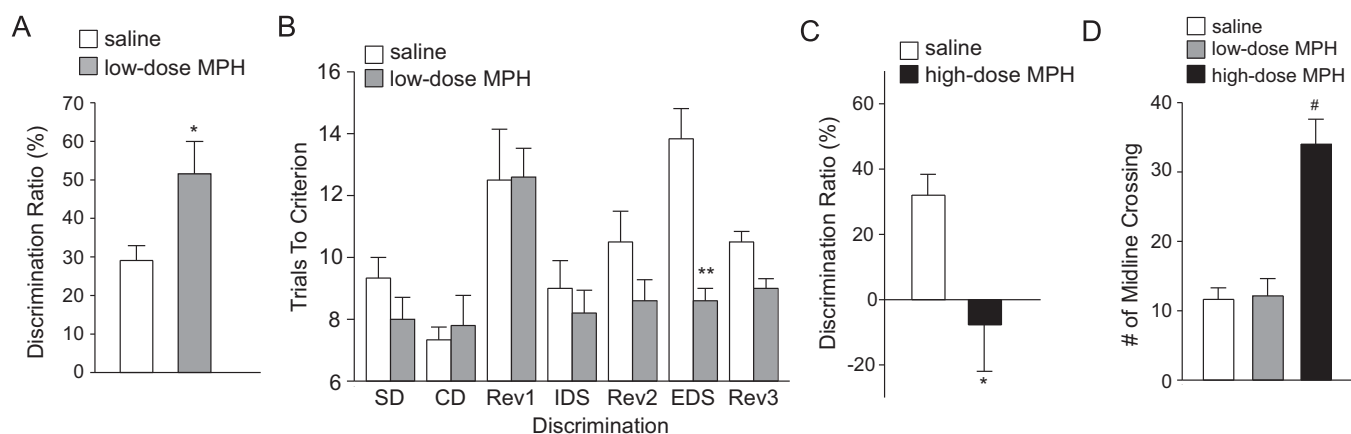 A
saline
low-dose MPH
Discrimination Ratio (%)
70
60
50
40
30
20
10
0
*
B
saline
low-dose MPH
Trials To Criterion
16
14
12
10
8
6
**
SD CD Rev1 IDS Rev2 EDS Rev3
Discrimination
C
saline
high-dose MPH
Discrimination Ratio (%)
60
40
20
0
-20
*
D
saline
low-dose MPH
high-dose MPH
# of Midline Crossing
40
30
20
10
0
#